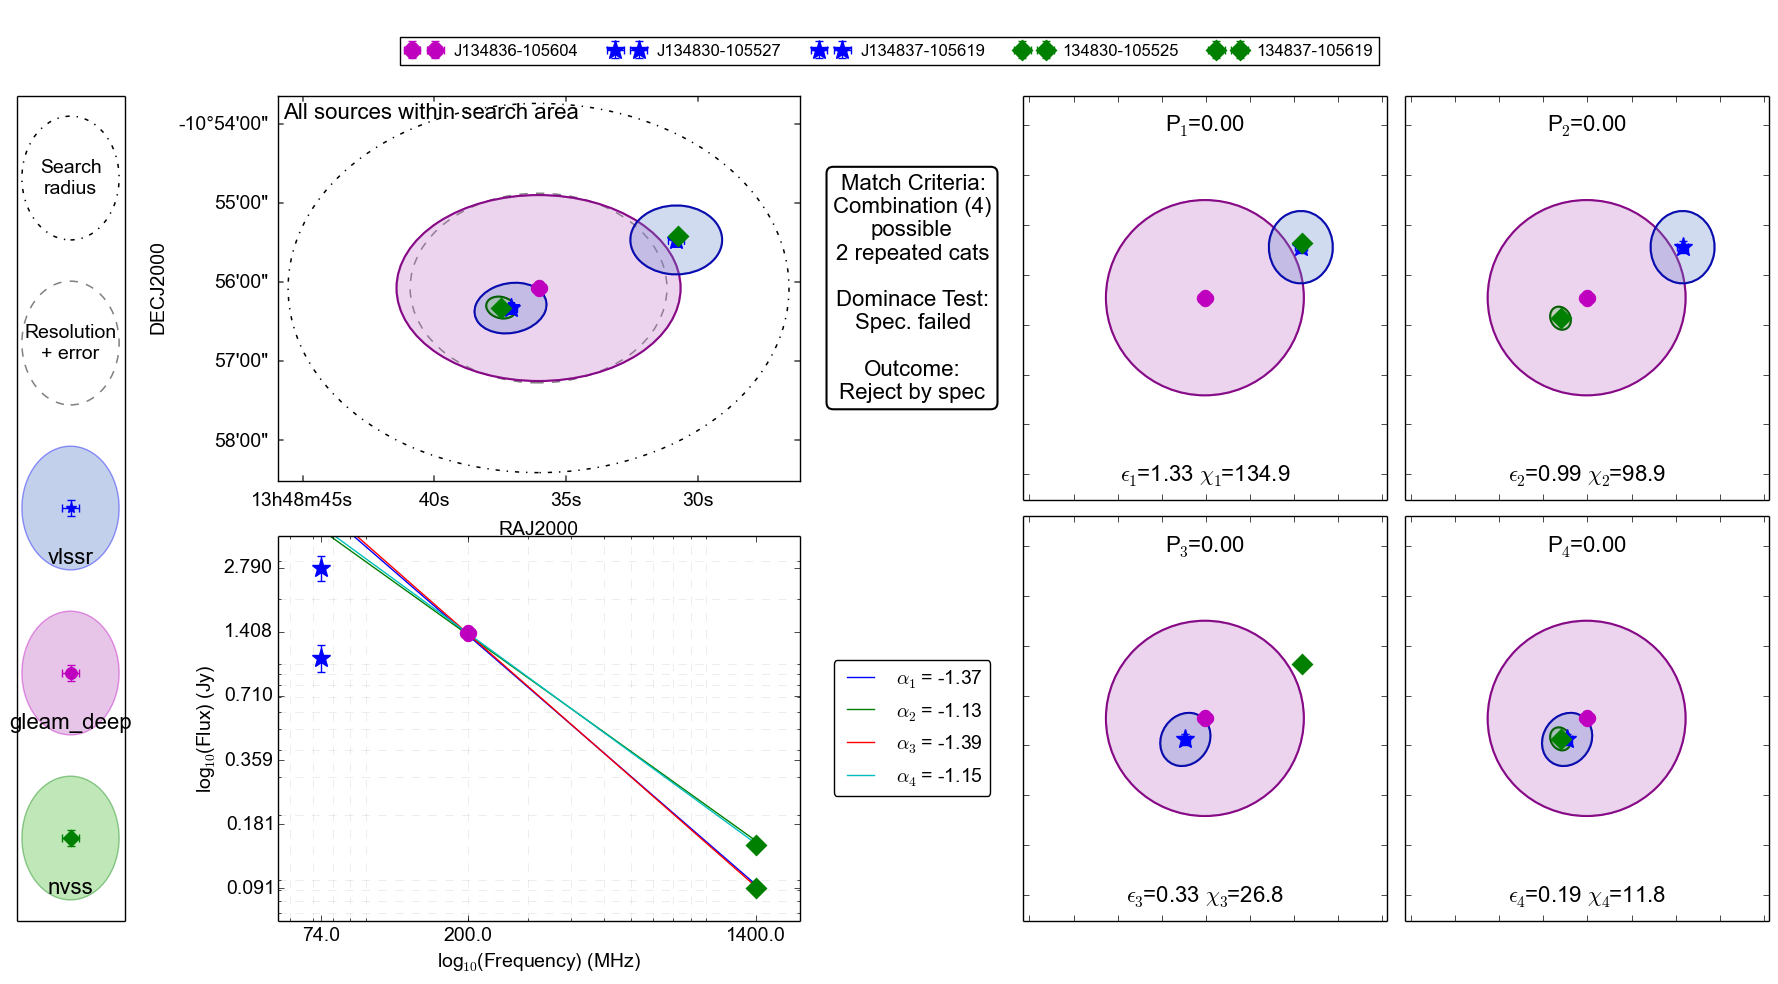 J134836-105604 J134830-105527 J134837-105619 134830-105525 134837-105619
Search
radius
Resolution
+ error
vlssr
gleam_deep
nvss
All sources within search area
DECJ2000
-10°54'00"
55'00"
56'00"
57'00"
58'00"
13h48m45s 40s 35s 30s
RAJ2000
Match Criteria:
Combination (4)
possible
2 repeated cats
Dominace Test:
Spec. failed
Outcome:
Reject by spec
P1=0.00
ϵ1=1.33 χ1=134.9
P2=0.00
ϵ2=0.99 χ2=98.9
log10(Flux) (Jy)
2.790
1.408
0.710
0.359
0.181
0.091
74.0 200.0 1400.0
log10(Frequency) (MHz)
α1 = -1.37
α2 = -1.13
α3 = -1.39
α4 = -1.15
P3=0.00
ϵ3=0.33 χ3=26.8
P4=0.00
ϵ4=0.19 χ4=11.8